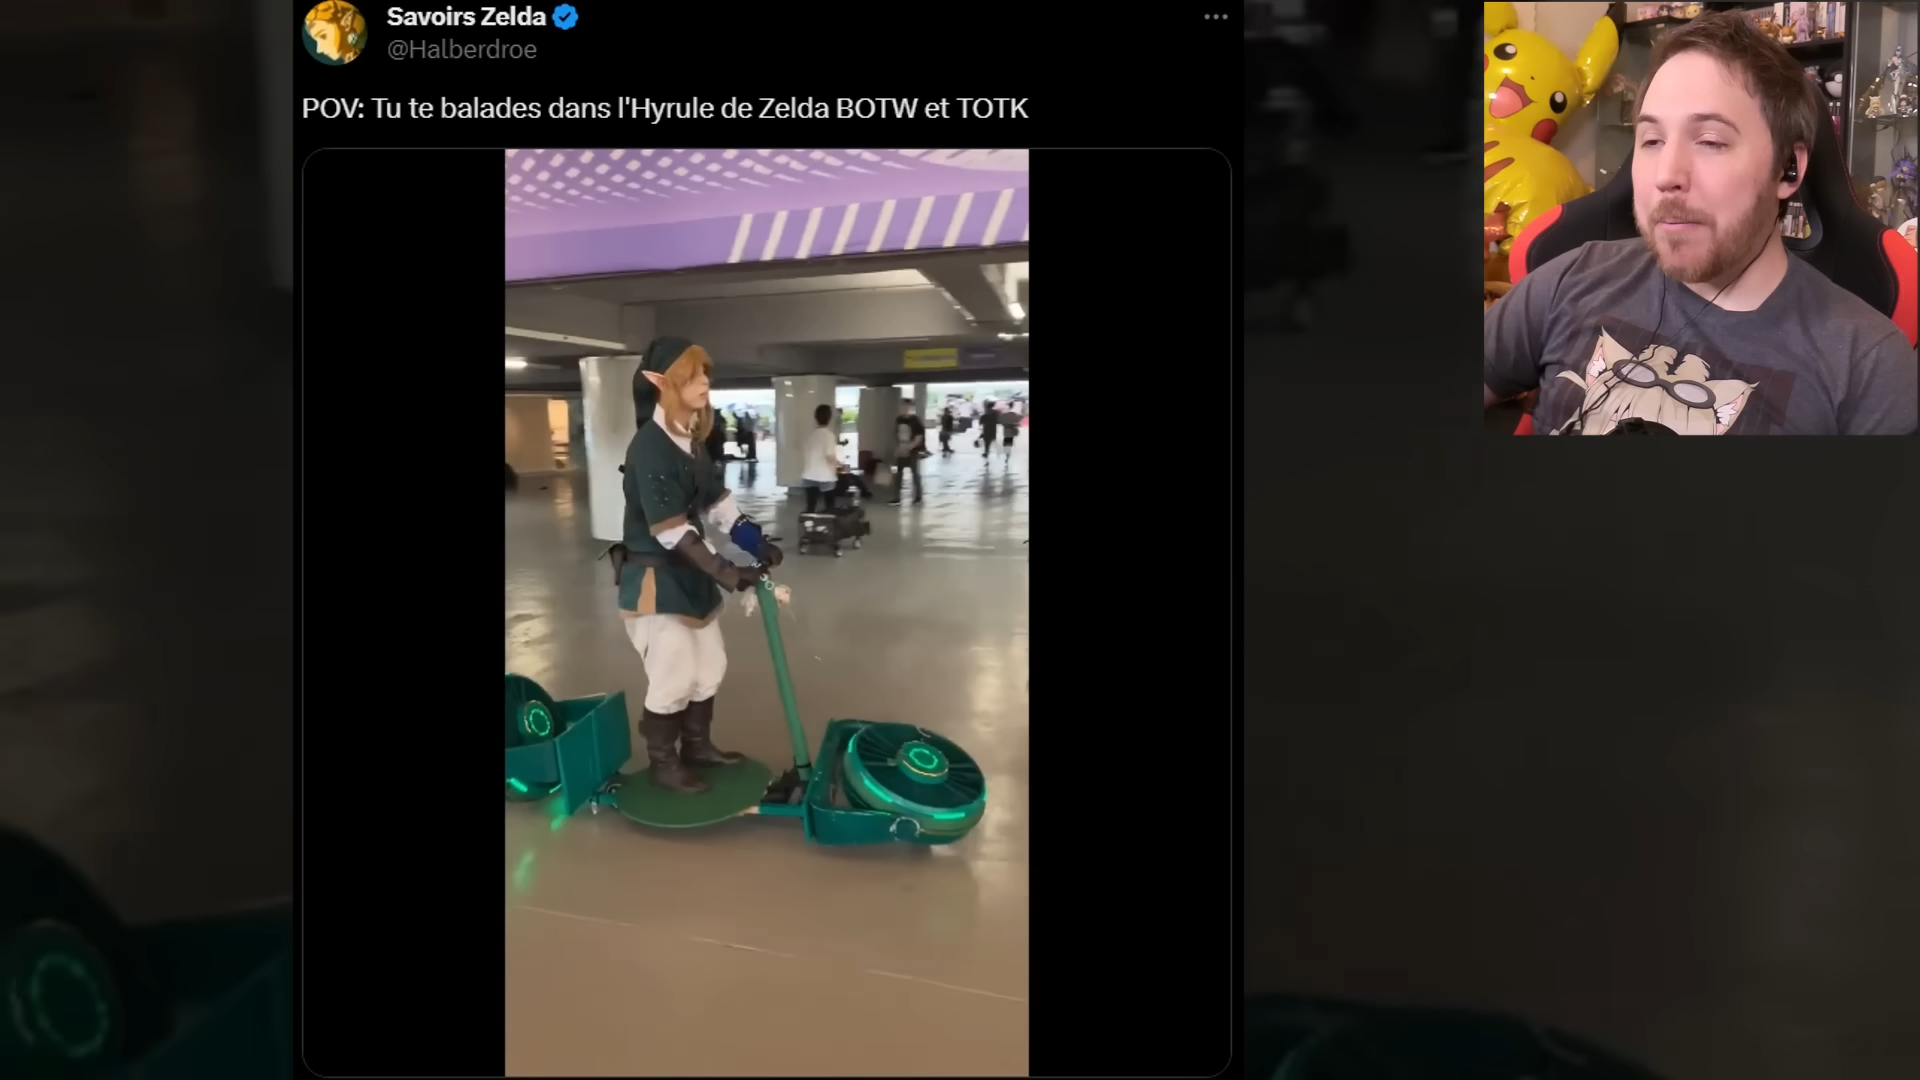 Savoirs Zelda
@Halberdroe
POV: Tu te balades dans l'Hyrule de Zelda BOTW et TOTK